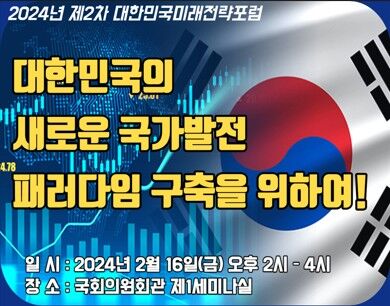 2024년 제2차 대한민국미래전략포럼
대한민국의
새로운 국가발전
4.78
패러다임 구축을 위하여!
일 시 : 2024년 2월 16일(금) 오후 2시 - 4시
장 소 : 국회의원회관 제1세미나실